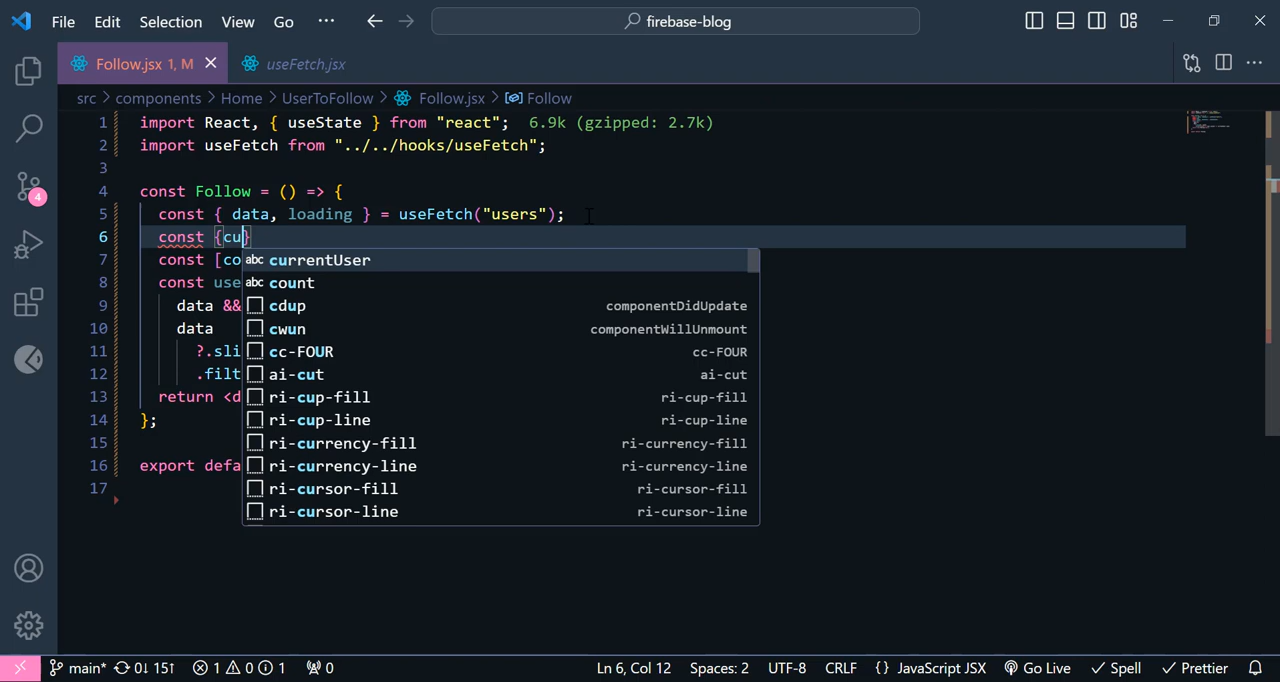 File Edit Selection View Go ··· firebase-blog
Follow.jsx 1, M useFetch.jsx
src > components > Home > UserToFollow > Follow.jsx > Follow
1 import React, { useState } from "react"; 6.9k (gzipped: 2.7k)
2 import useFetch from "../../hooks/useFetch";
3
4 const Follow = () => {
5 const { data, loading } = useFetch("users");
6 const {cu}
7 const [co
8 const use
9 data &&
10 data
11 ?.sli
12 .filt
13 return <d
14 };
15
16 export defa
17
abc currentUser
abc count
cdup componentDidUpdate
cwun componentWillUnmount
cc-FOUR cc-FOUR
ai-cut ai-cut
ri-cup-fill ri-cup-fill
ri-cup-line ri-cup-line
ri-currency-fill ri-currency-fill
ri-currency-line ri-currency-line
ri-cursor-fill ri-cursor-fill
ri-cursor-line ri-cursor-line
4
main* 0↓ 15↑ 1 0 1 0 Ln 6, Col 12 Spaces: 2 UTF-8 CRLF {} JavaScript JSX Go Live Spell Prettier